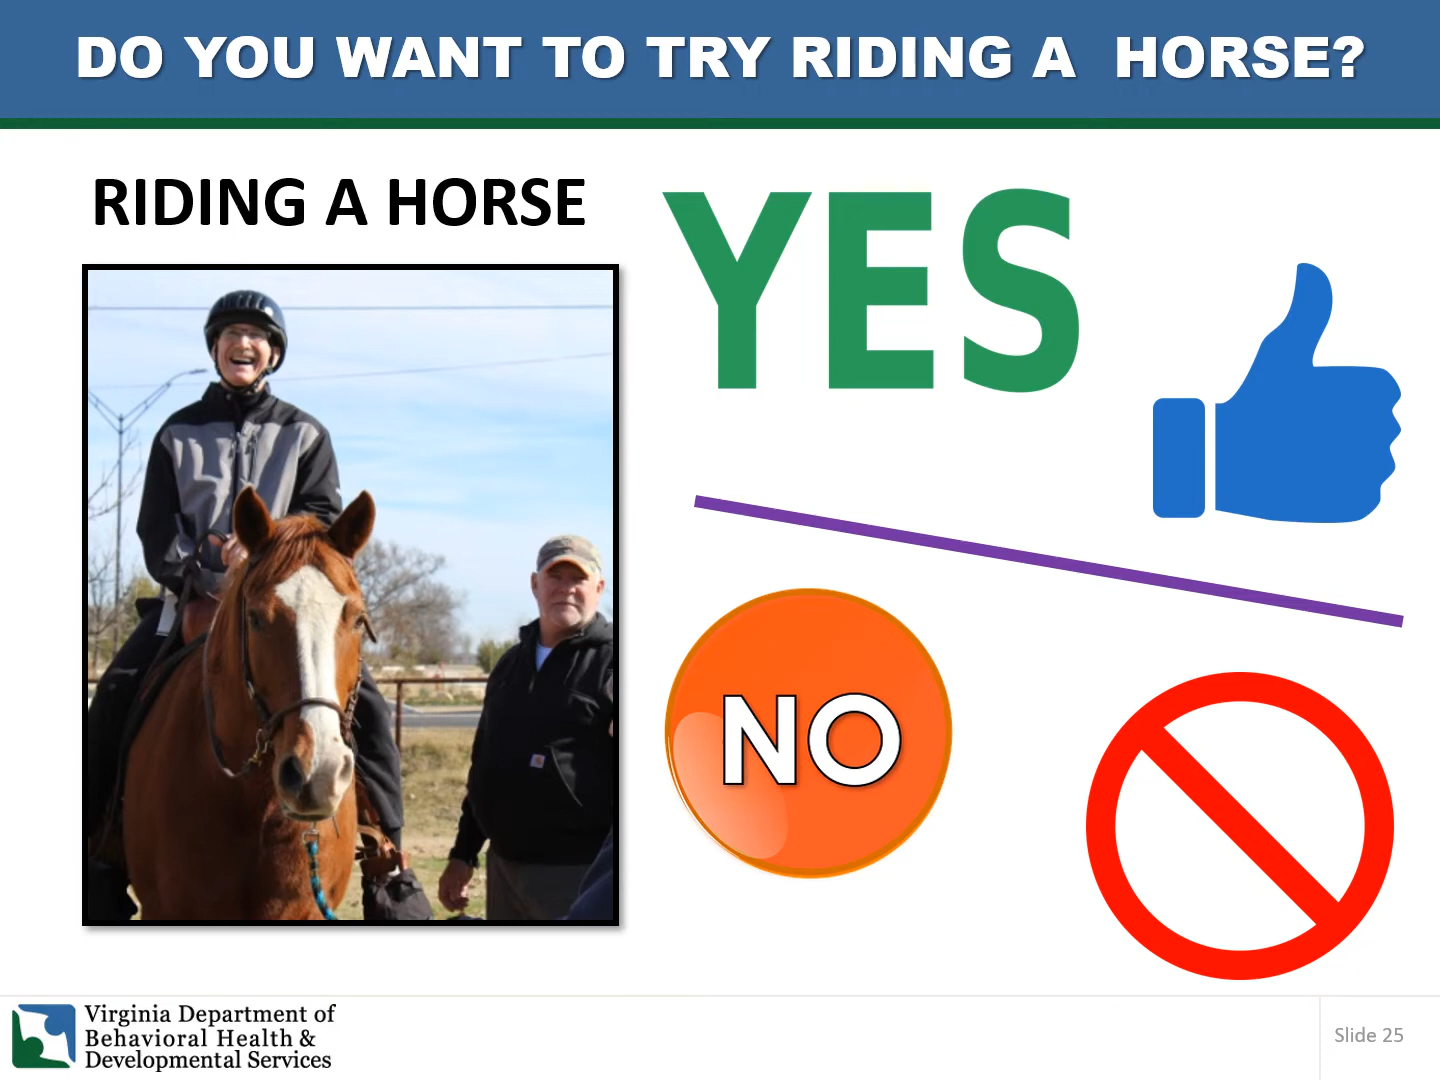 DO YOU WANT TO TRY RIDING A  HORSE?
RIDING A HORSE
YES
NO
Virginia Department of
Behavioral Health &
Developmental Services
Slide 25